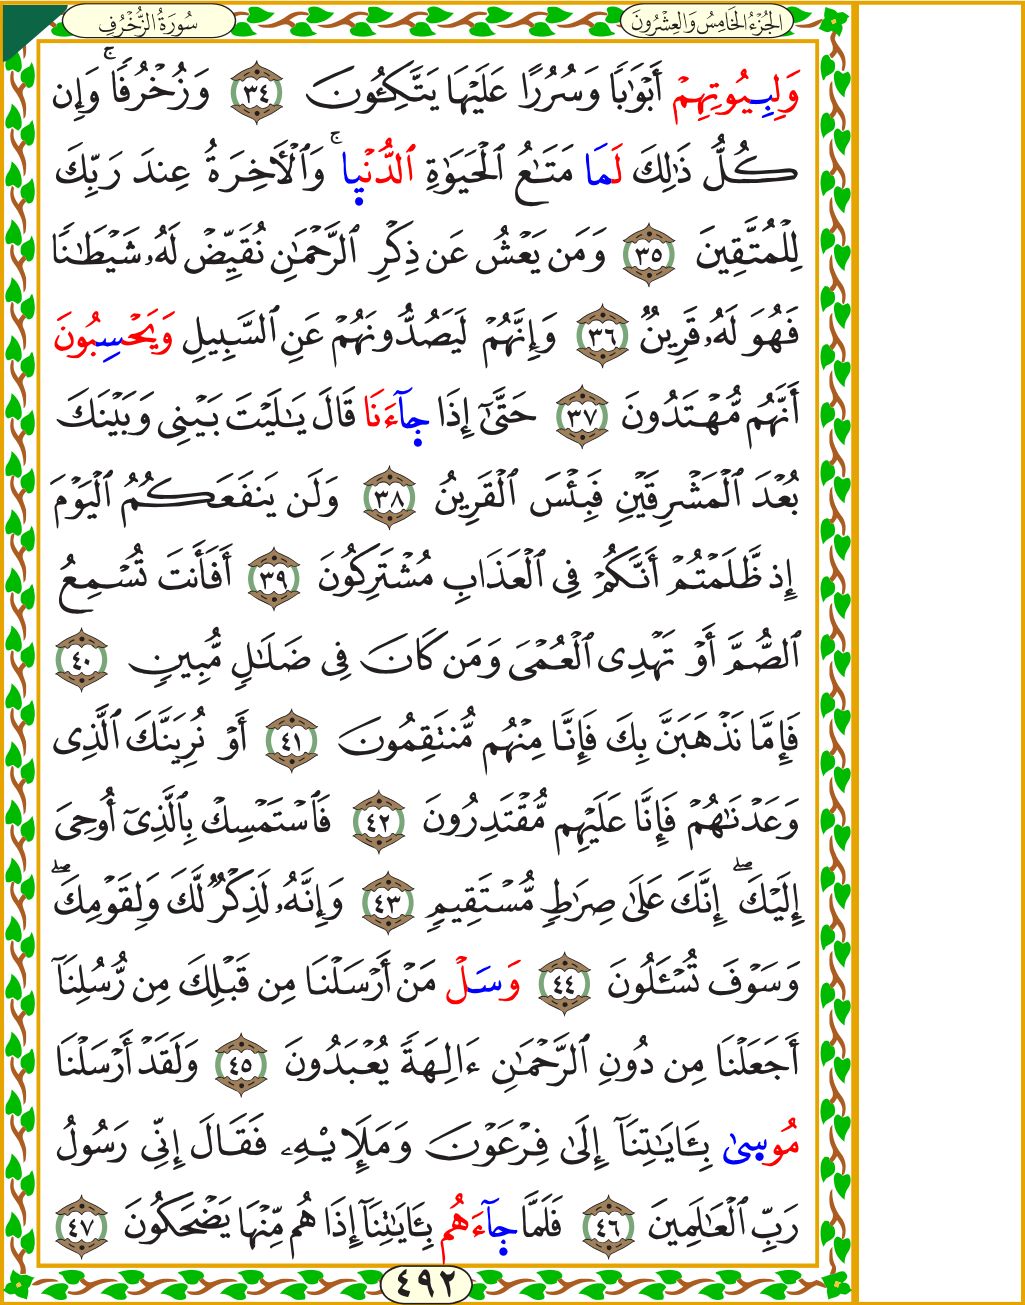 الجُزْءُ الخَامِسُ وَالعِشْرُونَ
سُورَةُ الزُّخْرُفِ
وَلِبِيُوتِهِمْ أَبْوَٰبٗا وَسُرُرًا عَلَيْهَا يَتَّكِـُٔونَ ٣٤ وَزُخْرُفٗاۚ وَإِن
كُلُّ ذَٰلِكَ لَمَا مَتَٰعُ ٱلْحَيَوٰةِ ٱلدُّنْيٜاۚ وَٱلْأٓخِرَةُ عِندَ رَبِّكَ
لِلْمُتَّقِينَ ٣٥ وَمَن يَعْشُ عَن ذِكْرِ ٱلرَّحْمَٰنِ نُقَيِّضْ لَهُۥ شَيْطَٰنٗا
فَهُوَ لَهُۥ قَرِينٞ ٣٦ وَإِنَّهُمْ لَيَصُدُّونَهُمْ عَنِ ٱلسَّبِيلِ وَيَحْسِبُونَ
أَنَّهُم مُّهْتَدُونَ ٣٧ حَتَّىٰٓ إِذَا جٜآءَنَا قَالَ يَٰلَيْتَ بَيْنِي وَبَيْنَكَ
بُعْدَ ٱلْمَشْرِقَيْنِ فَبِئْسَ ٱلْقَرِينُ ٣٨ وَلَن يَنفَعَكُمُ ٱلْيَوْمَ
إِذ ظَّلَمْتُمْ أَنَّكُمْ فِي ٱلْعَذَابِ مُشْتَرِكُونَ ٣٩ أَفَأَنتَ تُسْمِعُ
ٱلصُّمَّ أَوْ تَهْدِي ٱلْعُمْيَ وَمَن كَانَ فِي ضَلَٰلٖ مُّبِينٖ ٤٠
فَإِمَّا نَذْهَبَنَّ بِكَ فَإِنَّا مِنْهُم مُّنتَقِمُونَ ٤١ أَوْ نُرِيَنَّكَ ٱلَّذِي
وَعَدْنَٰهُمْ فَإِنَّا عَلَيْهِم مُّقْتَدِرُونَ ٤٢ فَٱسْتَمْسِكْ بِٱلَّذِيٓ أُوحِيَ
إِلَيْكَۖ إِنَّكَ عَلَىٰ صِرَٰطٖ مُّسْتَقِيمٖ ٤٣ وَإِنَّهُۥ لَذِكْرٞ لَّكَ وَلِقَوْمِكَۖ
وَسَوْفَ تُسْـَٔلُونَ ٤٤ وَسَلْ مَنْ أَرْسَلْنَا مِن قَبْلِكَ مِن رُّسُلِنَآ
أَجَعَلْنَا مِن دُونِ ٱلرَّحْمَٰنِ ءَالِهَةٗ يُعْبَدُونَ ٤٥ وَلَقَدْ أَرْسَلْنَا
مُوسٜىٰ بِـَٔايَٰتِنَآ إِلَىٰ فِرْعَوْنَ وَمَلَإِيْهِۦ فَقَالَ إِنِّي رَسُولُ
رَبِّ ٱلْعَٰلَمِينَ ٤٦ فَلَمَّا جٜآءَهُم بِـَٔايَٰتِنَآ إِذَا هُم مِّنْهَا يَضْحَكُونَ ٤٧
٤٩٢